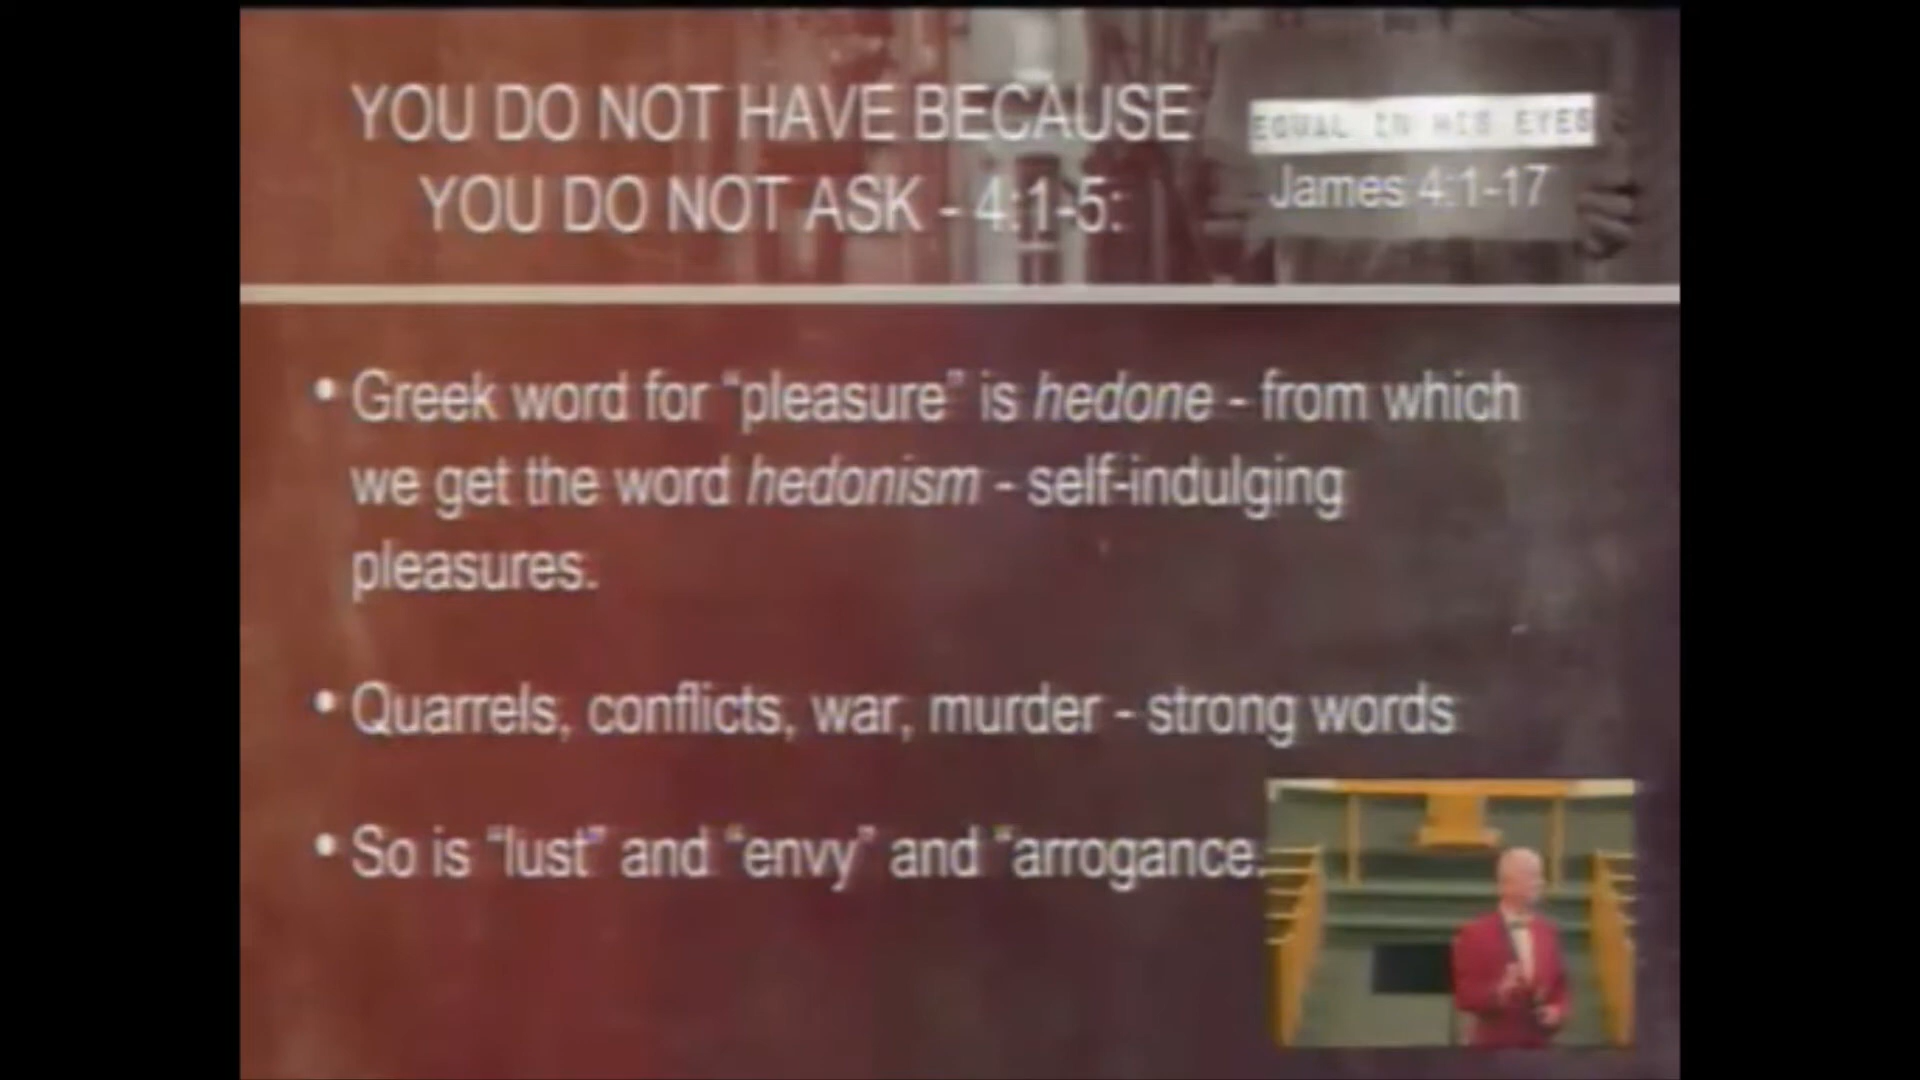 YOU DO NOT HAVE BECAUSE
YOU DO NOT ASK - 4:1-5:
EQUAL IN HIS EYES
James 4:1-17
• Greek word for “pleasure” is hedone - from which
we get the word hedonism - self-indulging
pleasures.
• Quarrels, conflicts, war, murder - strong words
• So is “lust” and “envy” and “arrogance.